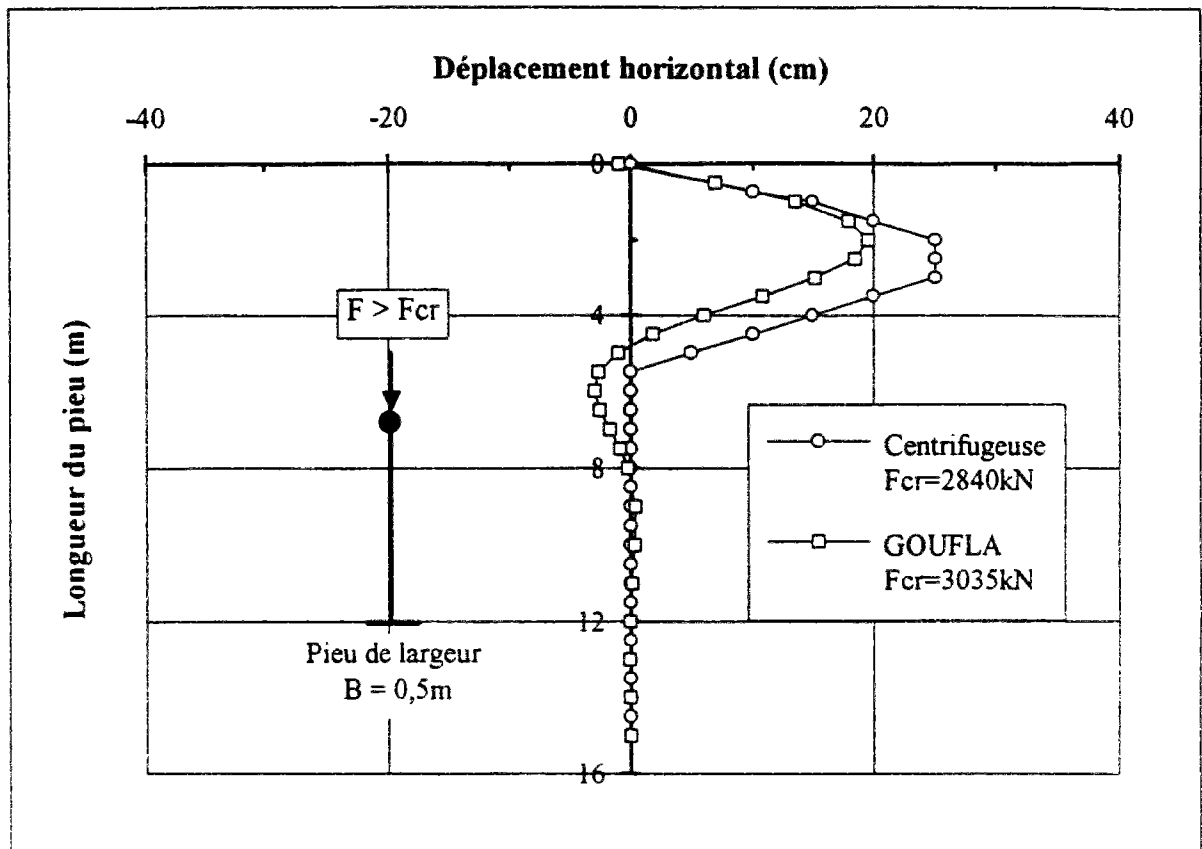 Déplacement horizontal (cm)
-40 -20 0 20 40
0
4
8
12
16
Longueur du pieu (m)
F > Fcr
Pieu de largeur
B = 0,5m
Centrifugeuse
Fcr=2840kN
GOUFLA
Fcr=3035kN